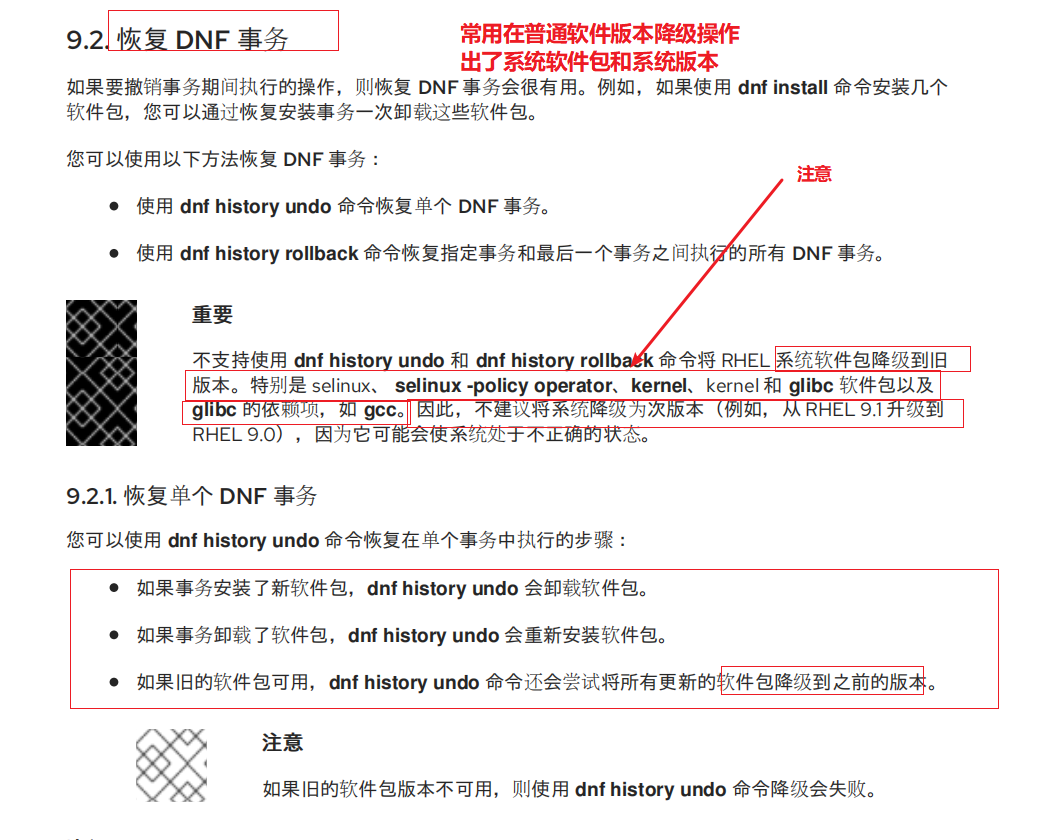 9.2. 恢复 DNF 事务
常用在普通软件版本降级操作
出了系统软件包和系统版本
如果要撤销事务期间执行的操作，则恢复 DNF 事务会很有用。例如，如果使用 dnf install 命令安装几个
软件包，您可以通过恢复安装事务一次卸载这些软件包。
您可以使用以下方法恢复 DNF 事务：
注意
● 使用 dnf history undo 命令恢复单个 DNF 事务。
● 使用 dnf history rollback 命令恢复指定事务和最后一个事务之间执行的所有 DNF 事务。
重要
不支持使用 dnf history undo 和 dnf history rollback 命令将 RHEL 系统软件包降级到旧
版本。特别是 selinux、 selinux -policy operator、kernel、kernel 和 glibc 软件包以及
glibc 的依赖项，如 gcc。因此，不建议将系统降级为次版本（例如，从 RHEL 9.1 升级到
RHEL 9.0），因为它可能会使系统处于不正确的状态。
9.2.1. 恢复单个 DNF 事务
您可以使用 dnf history undo 命令恢复在单个事务中执行的步骤：
● 如果事务安装了新软件包，dnf history undo 会卸载软件包。
● 如果事务卸载了软件包，dnf history undo 会重新安装软件包。
● 如果旧的软件包可用，dnf history undo 命令还会尝试将所有更新的软件包降级到之前的版本。
注意
如果旧的软件包版本不可用，则使用 dnf history undo 命令降级会失败。